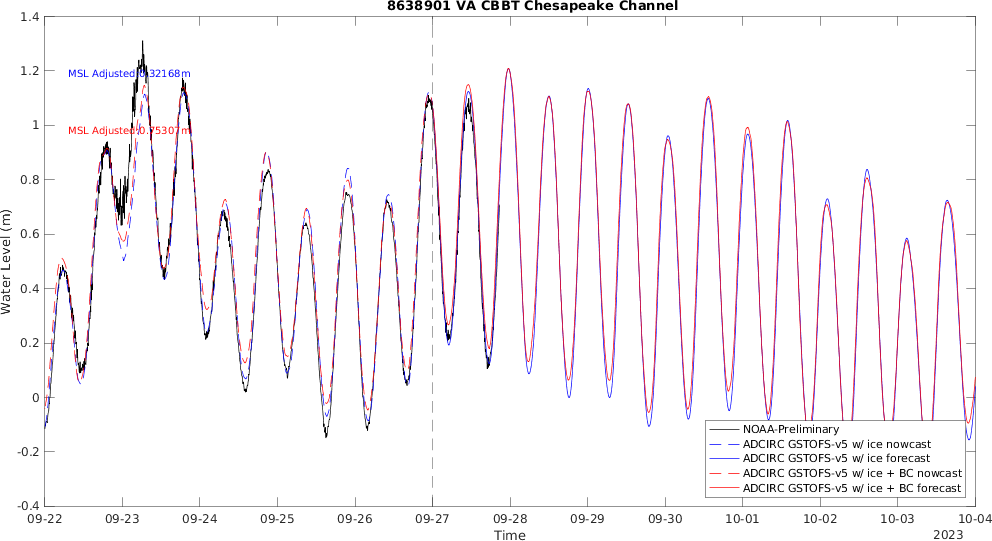 8638901 VA CBBT Chesapeake Channel
1.4
1.2
1
0.8
0.6
0.4
0.2
0
-0.2
-0.4
Water Level (m)
MSL Adjusted 0.32168m
MSL Adjusted 0.75307m
NOAA-Preliminary
ADCIRC GSTOFS-v5 w/ ice nowcast
ADCIRC GSTOFS-v5 w/ ice forecast
ADCIRC GSTOFS-v5 w/ ice + BC nowcast
ADCIRC GSTOFS-v5 w/ ice + BC forecast
09-22 09-23 09-24 09-25 09-26 09-27 09-28 09-29 09-30 10-01 10-02 10-03 10-04
Time
2023